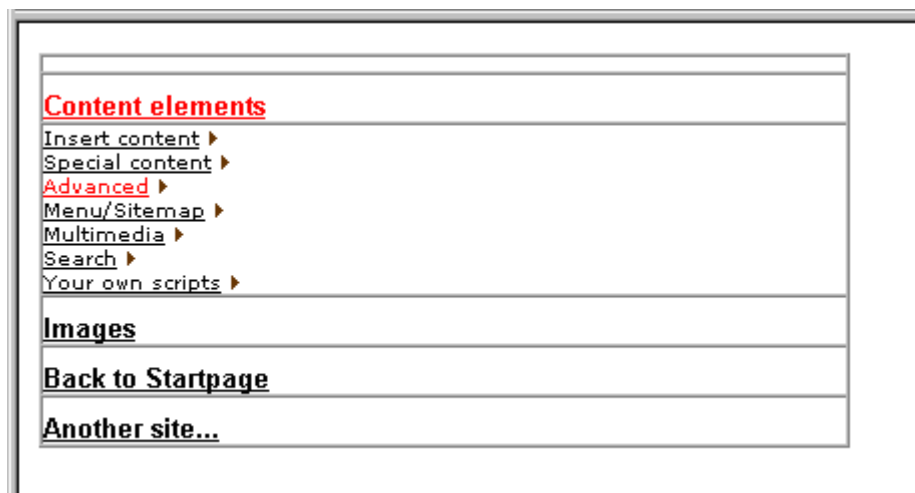 Content elements
Insert content
Special content
Advanced
Menu/Sitemap
Multimedia
Search
Your own scripts
Images
Back to Startpage
Another site...